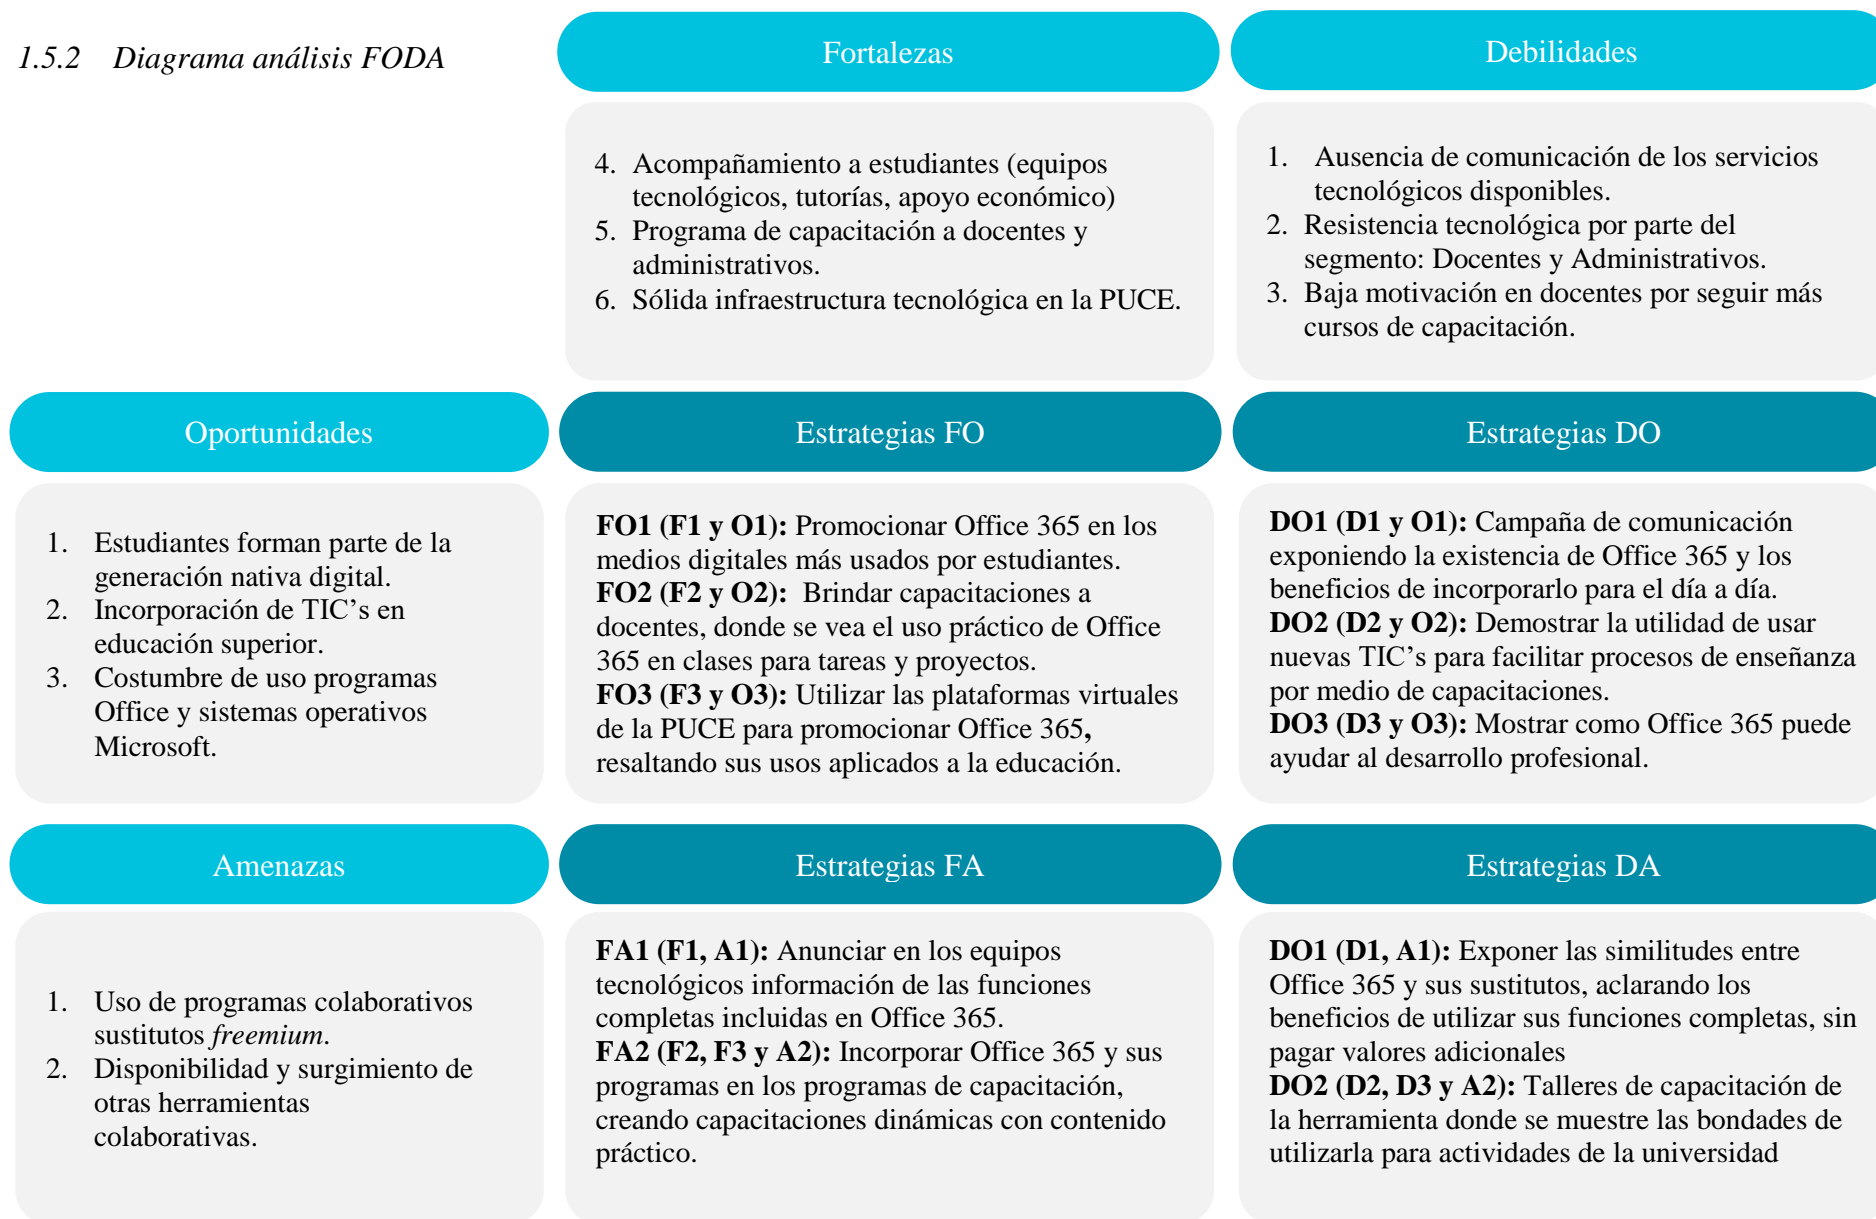 1.5.2 Diagrama análisis FODA
Fortalezas
Debilidades
4. Acompañamiento a estudiantes (equipos
tecnológicos, tutorías, apoyo económico)
5. Programa de capacitación a docentes y
administrativos.
6. Sólida infraestructura tecnológica en la PUCE.
1. Ausencia de comunicación de los servicios
tecnológicos disponibles.
2. Resistencia tecnológica por parte del
segmento: Docentes y Administrativos.
3. Baja motivación en docentes por seguir más
cursos de capacitación.
Oportunidades
Estrategias FO
Estrategias DO
1. Estudiantes forman parte de la
generación nativa digital.
2. Incorporación de TIC's en
educación superior.
3. Costumbre de uso programas
Office y sistemas operativos
Microsoft.
FO1 (F1 y O1): Promocionar Office 365 en los
medios digitales más usados por estudiantes.
FO2 (F2 y O2): Brindar capacitaciones a
docentes, donde se vea el uso práctico de Office
365 en clases para tareas y proyectos.
FO3 (F3 y O3): Utilizar las plataformas virtuales
de la PUCE para promocionar Office 365,
resaltando sus usos aplicados a la educación.
DO1 (D1 y O1): Campaña de comunicación
exponiendo la existencia de Office 365 y los
beneficios de incorporarlo para el día a día.
DO2 (D2 y O2): Demostrar la utilidad de usar
nuevas TIC's para facilitar procesos de enseñanza
por medio de capacitaciones.
DO3 (D3 y O3): Mostrar como Office 365 puede
ayudar al desarrollo profesional.
Amenazas
Estrategias FA
Estrategias DA
1. Uso de programas colaborativos
sustitutos freemium.
2. Disponibilidad y surgimiento de
otras herramientas
colaborativas.
FA1 (F1, A1): Anunciar en los equipos
tecnológicos información de las funciones
completas incluidas en Office 365.
FA2 (F2, F3 y A2): Incorporar Office 365 y sus
programas en los programas de capacitación,
creando capacitaciones dinámicas con contenido
práctico.
DO1 (D1, A1): Exponer las similitudes entre
Office 365 y sus sustitutos, aclarando los
beneficios de utilizar sus funciones completas, sin
pagar valores adicionales
DO2 (D2, D3 y A2): Talleres de capacitación de
la herramienta donde se muestre las bondades de
utilizarla para actividades de la universidad